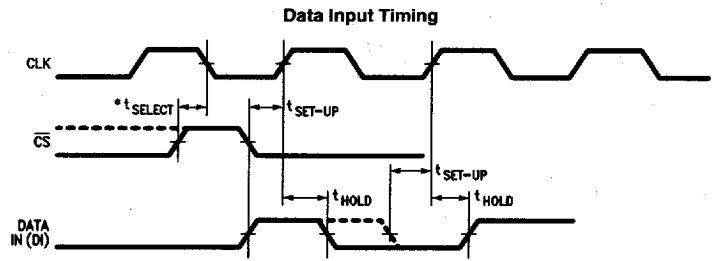 Data Input Timing
CLK
*tSELECT
tSET-UP
CS
tSET-UP
tHOLD
tHOLD
DATA
IN (DI)